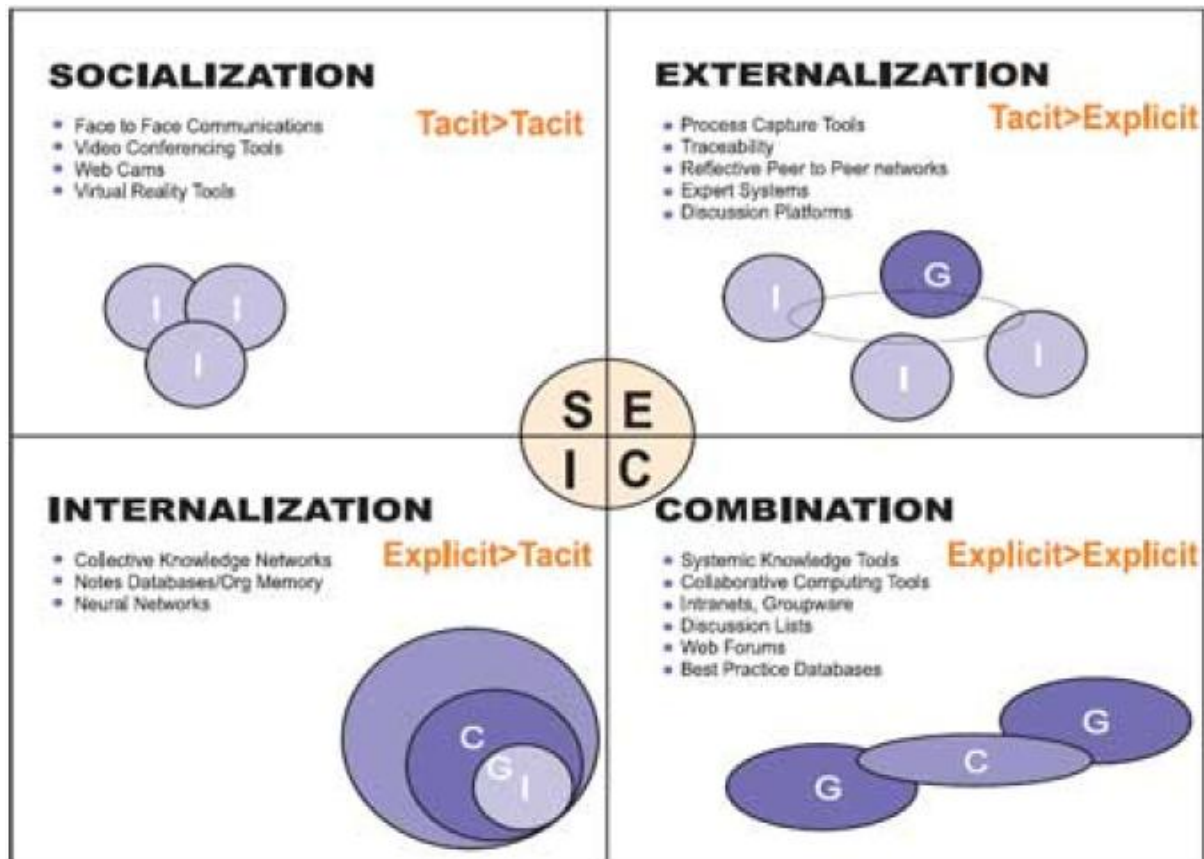 SOCIALIZATION
Tacit>Tacit
• Face to Face Communications
• Video Conferencing Tools
• Web Cams
• Virtual Reality Tools
I I
I
EXTERNALIZATION
Tacit>Explicit
• Process Capture Tools
• Traceability
• Reflective Peer to Peer networks
• Expert Systems
• Discussion Platforms
G
I
I
I
S E
I C
INTERNALIZATION
Explicit>Tacit
• Collective Knowledge Networks
• Notes Databases/Org Memory
• Neural Networks
C
G
I
COMBINATION
Explicit>Explicit
• Systemic Knowledge Tools
• Collaborative Computing Tools
• Intranets, Groupware
• Discussion Lists
• Web Forums
• Best Practice Databases
G
C
G